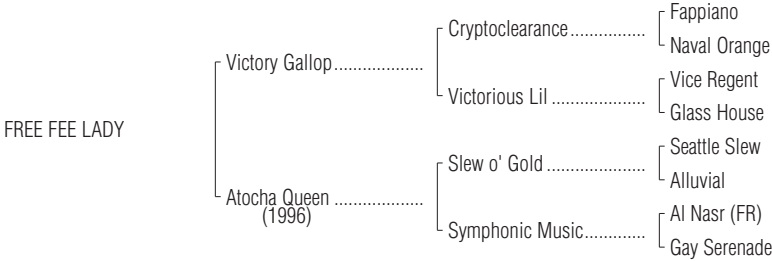 Fappiano
Cryptoclearance................
Naval Orange
Victory Gallop...................
Vice Regent
Victorious Lil ....................
Glass House
FREE FEE LADY
Seattle Slew
Slew o' Gold .....................
Alluvial
Atocha Queen ...................
(1996)
Al Nasr (FR)
Symphonic Music.............
Gay Serenade